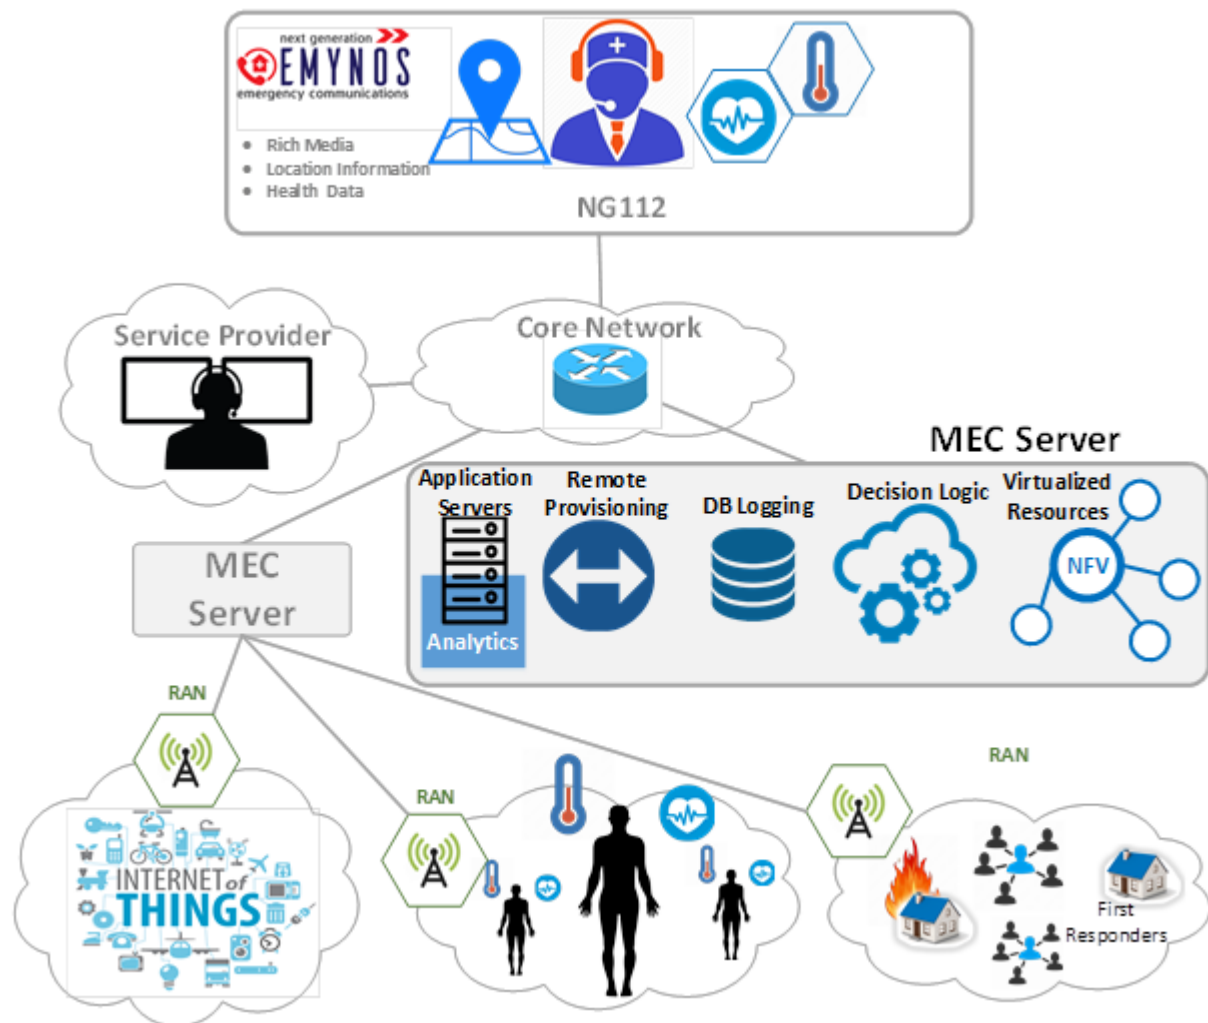 next generation
EMYNOS
emergency communications
● Rich Media
● Location Information
● Health Data
NG112
Service Provider
Core Network
MEC Server
Application
Servers
Analytics
Remote
Provisioning
DB Logging
Decision Logic
Virtualized
Resources
NFV
MEC
Server
RAN
INTERNET of
THINGS
RAN
RAN
First
Responders